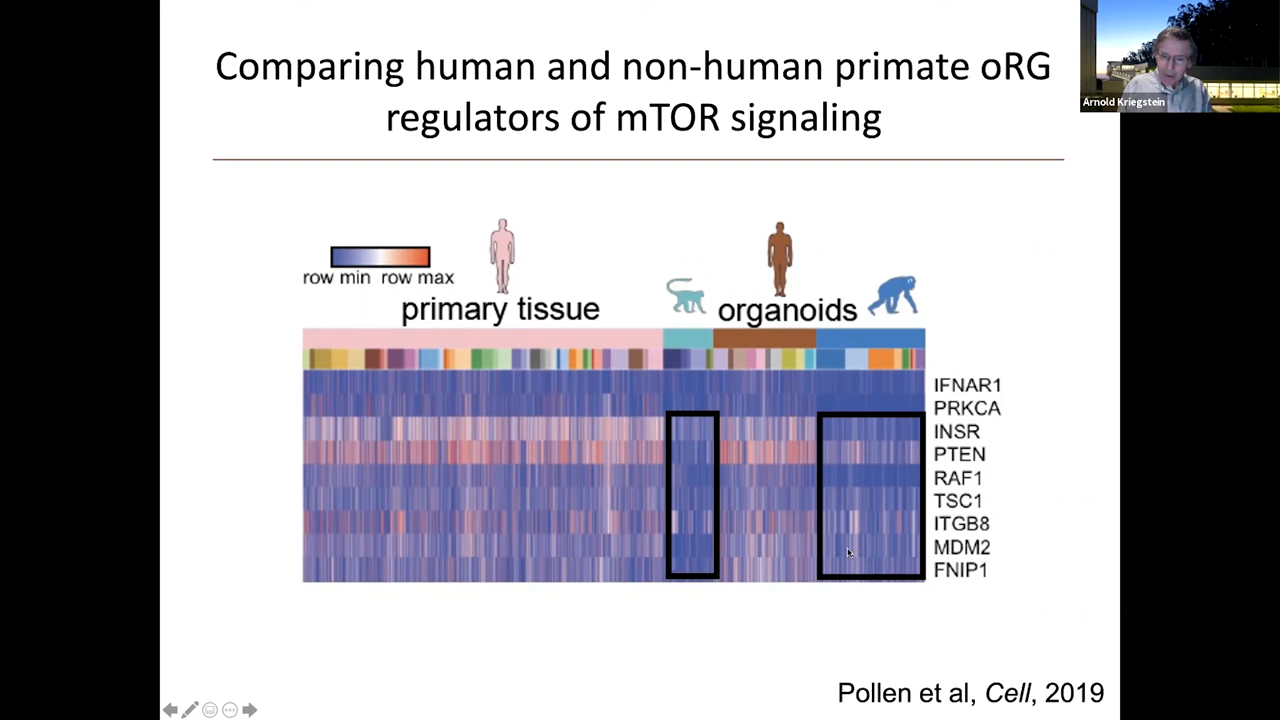 Comparing human and non-human primate oRG
regulators of mTOR signaling
Arnold Kriegstein
row min row max
primary tissue
organoids
IFNAR1
PRKCA
INSR
PTEN
RAF1
TSC1
ITGB8
MDM2
FNIP1
Pollen et al, Cell, 2019